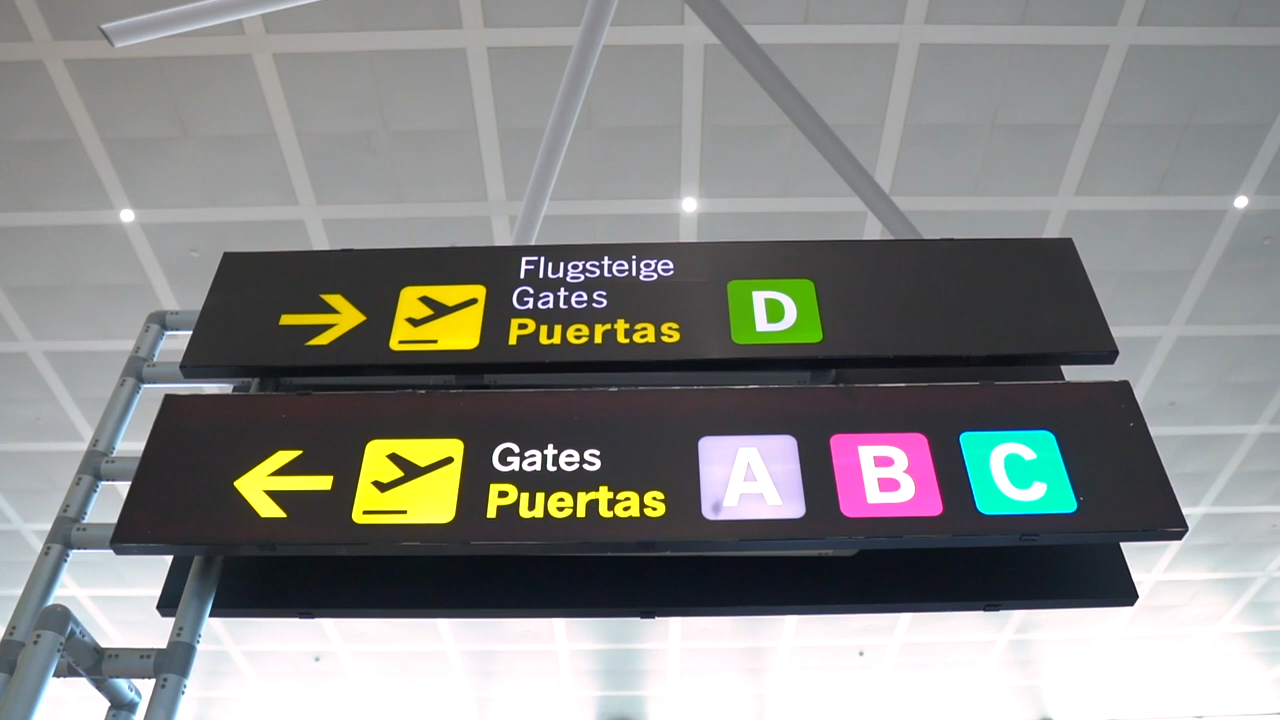 Flugsteige
Gates
Puertas
D
Gates
Puertas
A B C